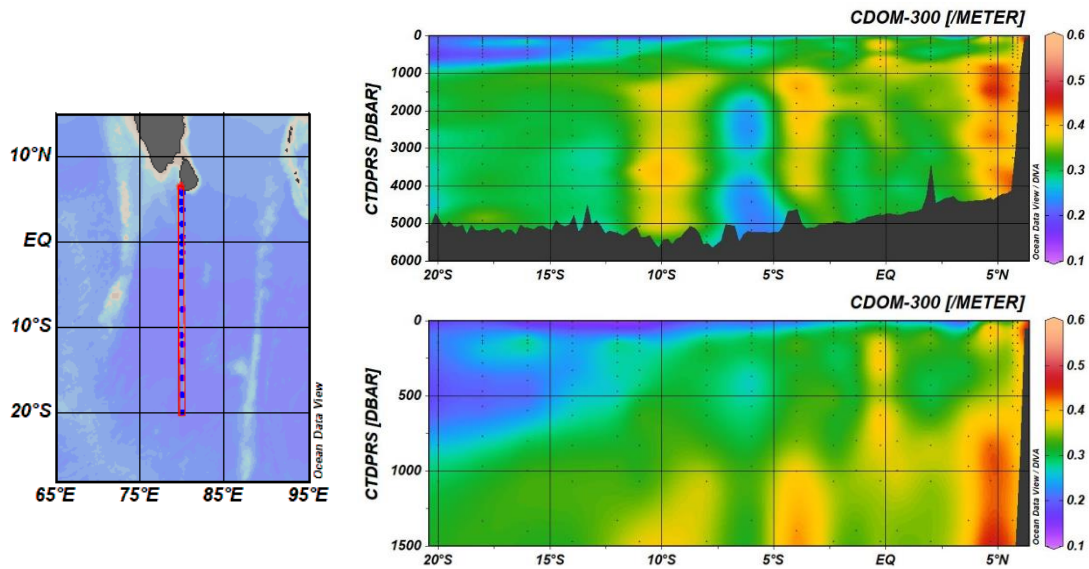 10°N
EQ
10°S
20°S
65°E 75°E 85°E 95°E
Ocean Data View
CDOM-300 [/METER]
CTDPRS [DBAR]
0
1000
2000
3000
4000
5000
6000
20°S 15°S 10°S 5°S EQ 5°N
Ocean Data View / DIVA
0.6
0.5
0.4
0.3
0.2
0.1
CDOM-300 [/METER]
CTDPRS [DBAR]
0
500
1000
1500
20°S 15°S 10°S 5°S EQ 5°N
Ocean Data View / DIVA
0.6
0.5
0.4
0.3
0.2
0.1